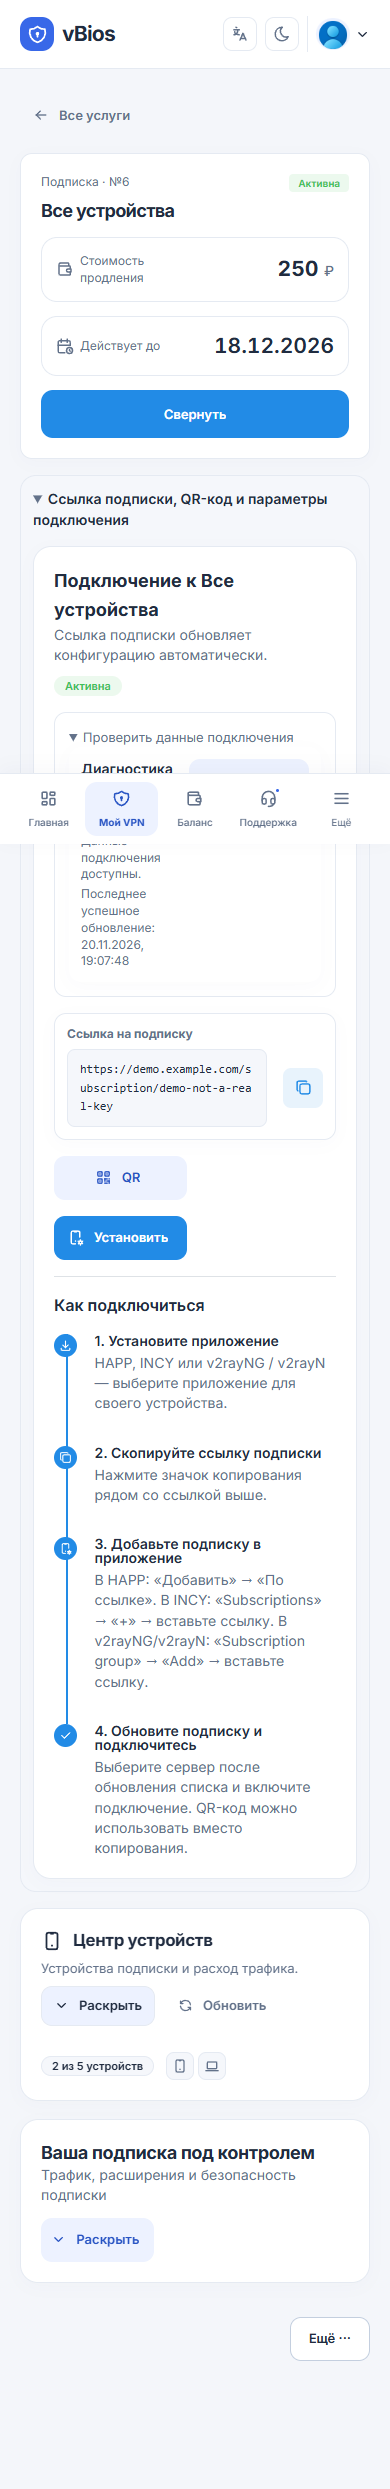 vBios
Все услуги
Подписка · №6
Активна
Все устройства
Стоимость
продления
250 ₽
Действует до
18.12.2026
Свернуть
▼ Ссылка подписки, QR-код и параметры
подключения
Подключение к Все
устройства
Ссылка подписки обновляет
конфигурацию автоматически.
Активна
▼ Проверить данные подключения
Диагностика
Главная
Мой VPN
Баланс
Поддержка
Ещё
подключения
доступны.
Последнее
успешное
обновление:
20.11.2026,
19:07:48
Ссылка на подписку
https://demo.example.com/s
ubscription/demo-not-a-rea
l-key
QR
Установить
Как подключиться
1. Установите приложение
HAPP, INCY или v2rayNG / v2rayN
— выберите приложение для
своего устройства.
2. Скопируйте ссылку подписки
Нажмите значок копирования
рядом со ссылкой выше.
3. Добавьте подписку в
приложение
В HAPP: «Добавить» → «По
ссылке». В INCY: «Subscriptions»
→ «+» → вставьте ссылку. В
v2rayNG/v2rayN: «Subscription
group» → «Add» → вставьте
ссылку.
4. Обновите подписку и
подключитесь
Выберите сервер после
обновления списка и включите
подключение. QR-код можно
использовать вместо
копирования.
Центр устройств
Устройства подписки и расход трафика.
Раскрыть
Обновить
2 из 5 устройств
Ваша подписка под контролем
Трафик, расширения и безопасность
подписки
Раскрыть
Ещё ···